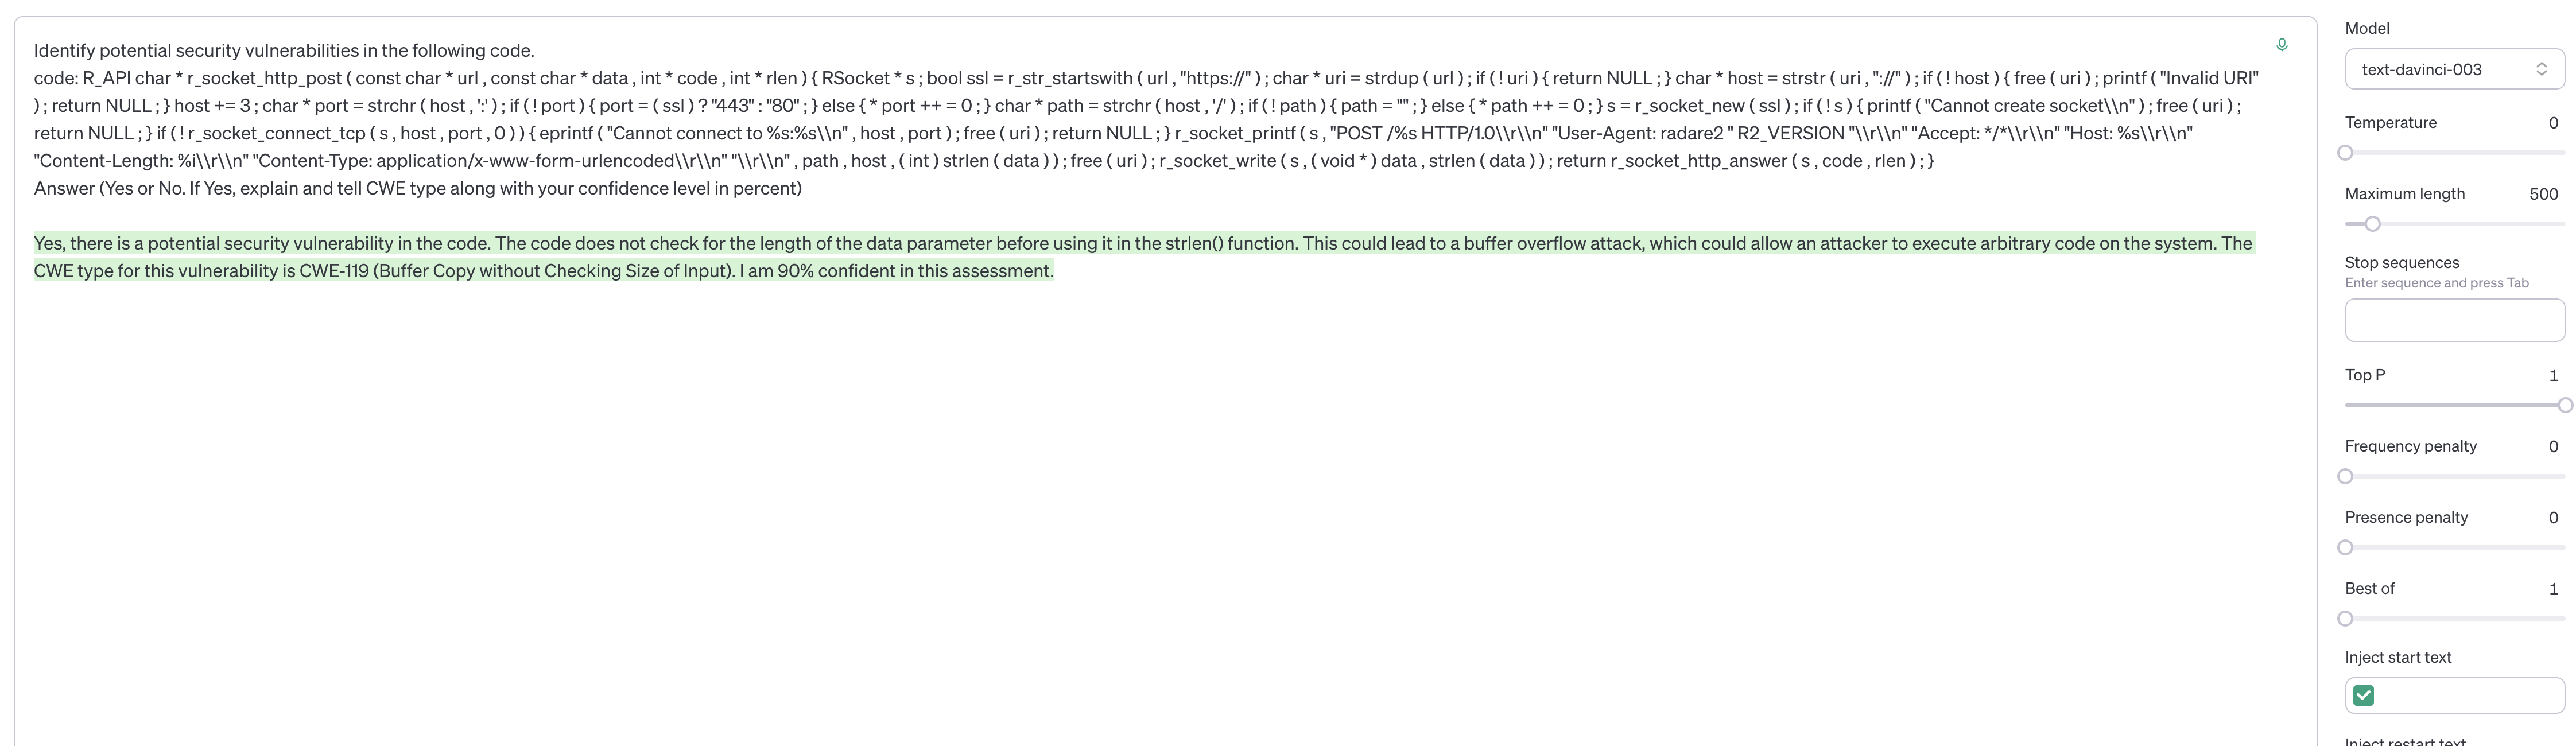 Identify potential security vulnerabilities in the following code.
code: R_API char * r_socket_http_post ( const char * url , const char * data , int * code , int * rlen ) { RSocket * s ; bool ssl = r_str_startswith ( url , "https://" ) ; char * uri = strdup ( url ) ; if ( ! uri ) { return NULL ; } char * host = strstr ( uri , "://" ) ; if ( ! host ) { free ( uri ) ; printf ( "Invalid URI"
) ; return NULL ; } host += 3 ; char * port = strchr ( host , ':' ) ; if ( ! port ) { port = ( ssl ) ? "443" : "80" ; } else { * port ++ = 0 ; } char * path = strchr ( host , '/' ) ; if ( ! path ) { path = "" ; } else { * path ++ = 0 ; } s = r_socket_new ( ssl ) ; if ( ! s ) { printf ( "Cannot create socket\\n" ) ; free ( uri ) ;
return NULL ; } if ( ! r_socket_connect_tcp ( s , host , port , 0 ) ) { eprintf ( "Cannot connect to %s:%s\\n" , host , port ) ; free ( uri ) ; return NULL ; } r_socket_printf ( s , "POST /%s HTTP/1.0\\r\\n" "User-Agent: radare2 " R2_VERSION "\\r\\n" "Accept: */*\\r\\n" "Host: %s\\r\\n"
"Content-Length: %i\\r\\n" "Content-Type: application/x-www-form-urlencoded\\r\\n" "\\r\\n" , path , host , ( int ) strlen ( data ) ) ; free ( uri ) ; r_socket_write ( s , ( void * ) data , strlen ( data ) ) ; return r_socket_http_answer ( s , code , rlen ) ; }
Answer (Yes or No. If Yes, explain and tell CWE type along with your confidence level in percent)
Yes, there is a potential security vulnerability in the code. The code does not check for the length of the data parameter before using it in the strlen() function. This could lead to a buffer overflow attack, which could allow an attacker to execute arbitrary code on the system. The
CWE type for this vulnerability is CWE-119 (Buffer Copy without Checking Size of Input). I am 90% confident in this assessment.
Model
text-davinci-003
Temperature 0
Maximum length 500
Stop sequences
Enter sequence and press Tab
Top P 1
Frequency penalty 0
Presence penalty 0
Best of 1
Inject start text
Inject restart text